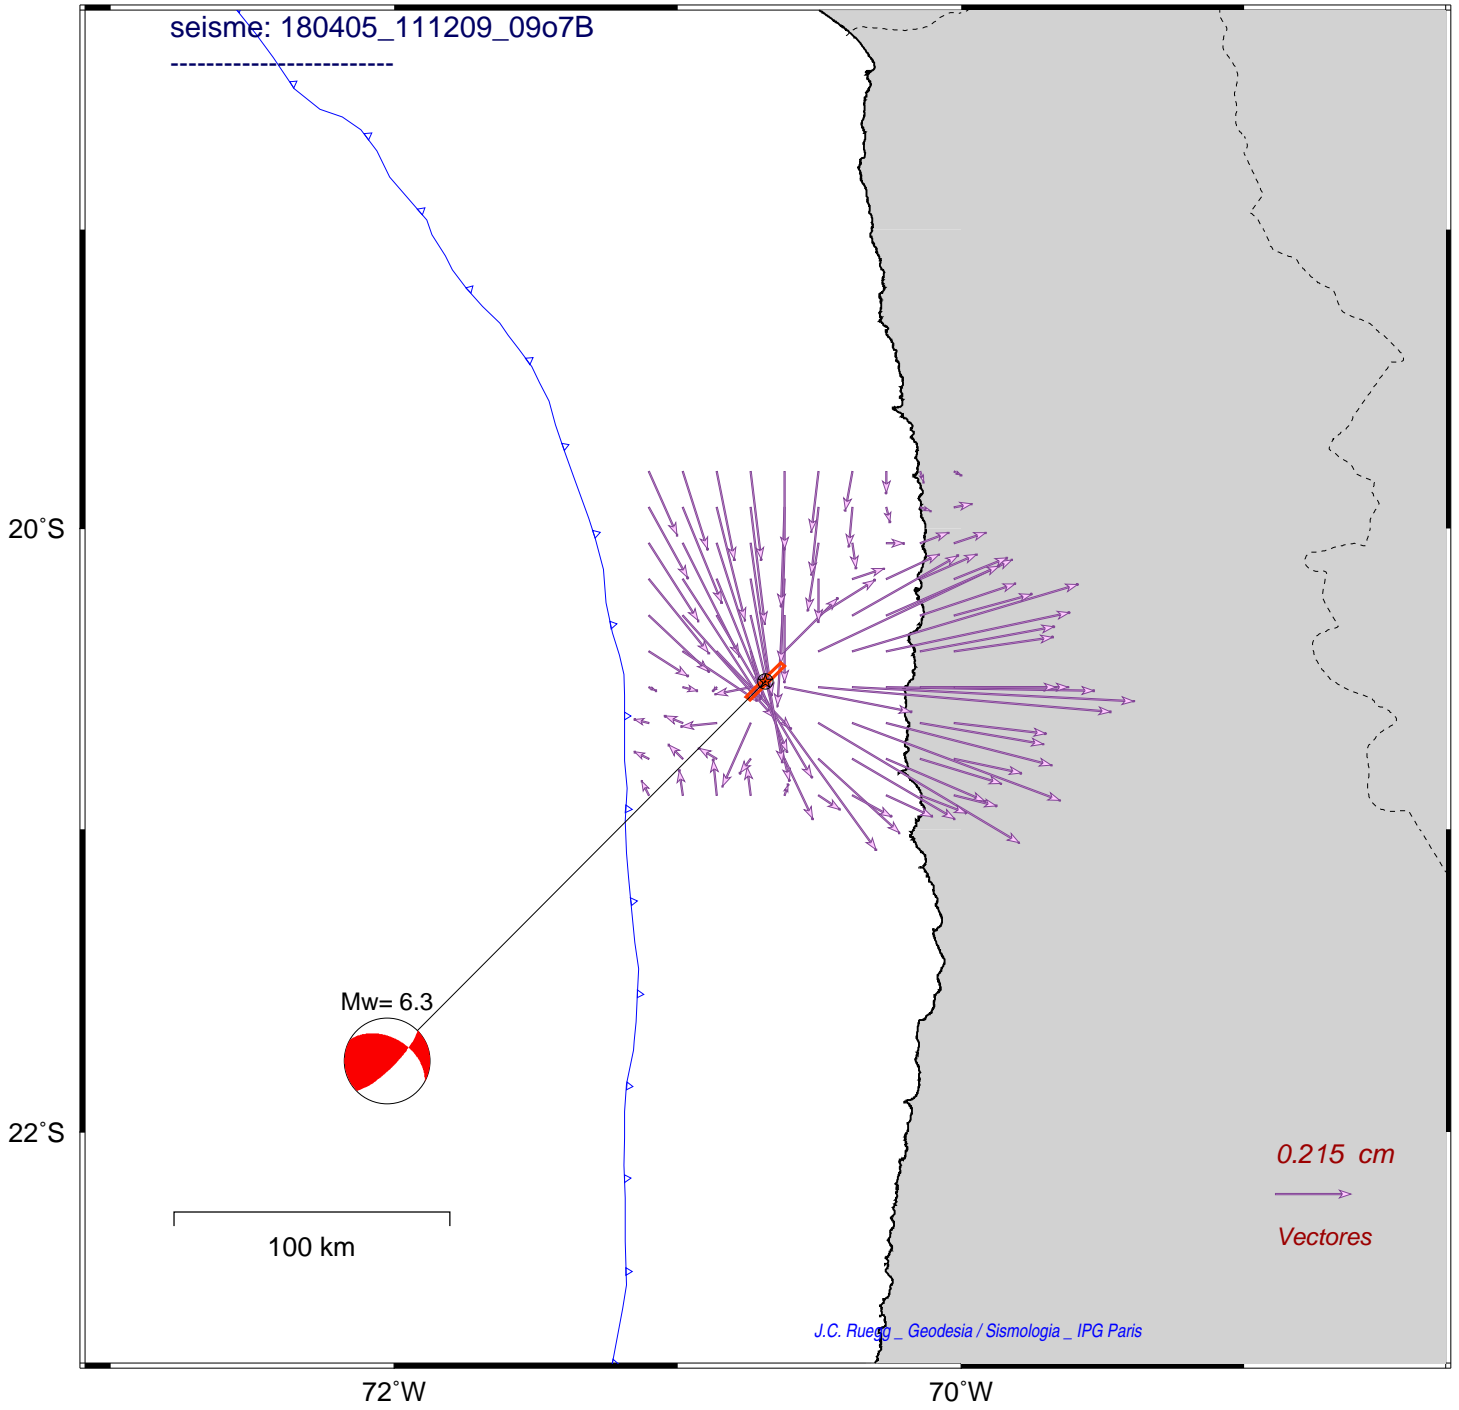 seisme: 180405_111209_09o7B
-------------------------
20°S
Mw= 6.3
22°S
0.215 cm
Vectores
100 km
J.C. Ruegg _ Geodesia / Sismologia _ IPG Paris
72°W
70°W